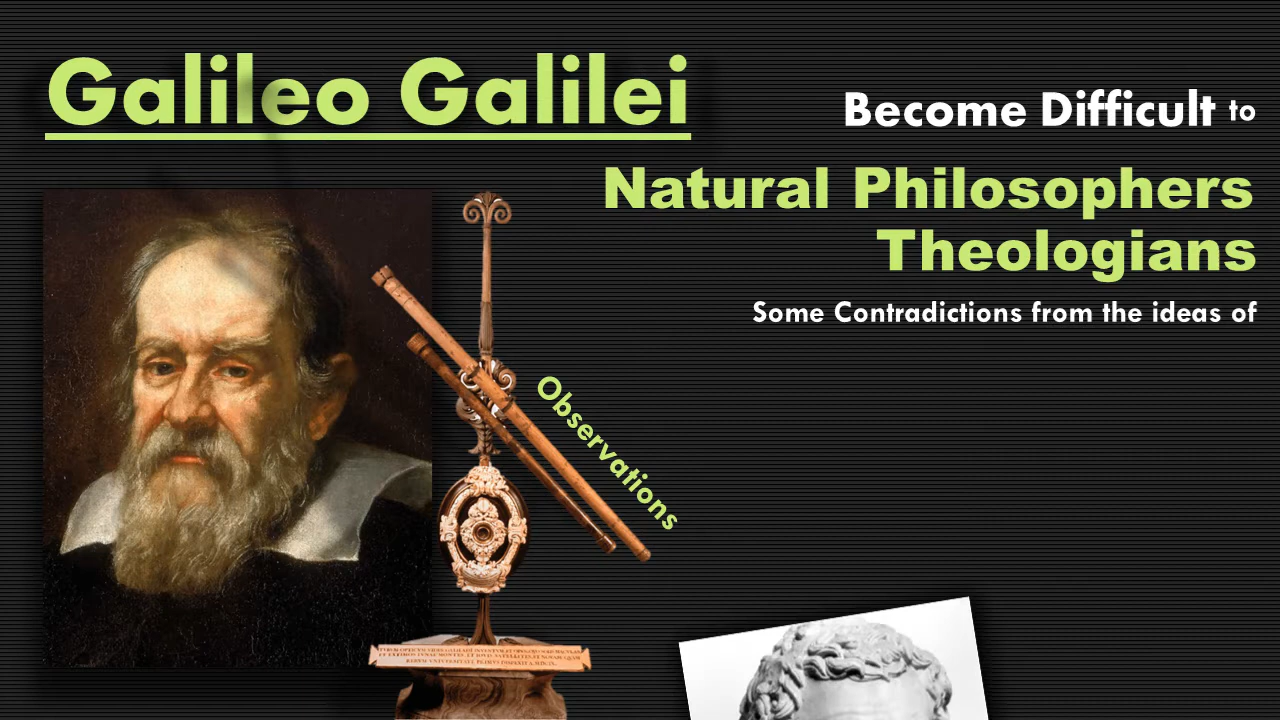 Galileo Galilei
Become Difficult to
Natural Philosophers
Theologians
Some Contradictions from the ideas of
Observations